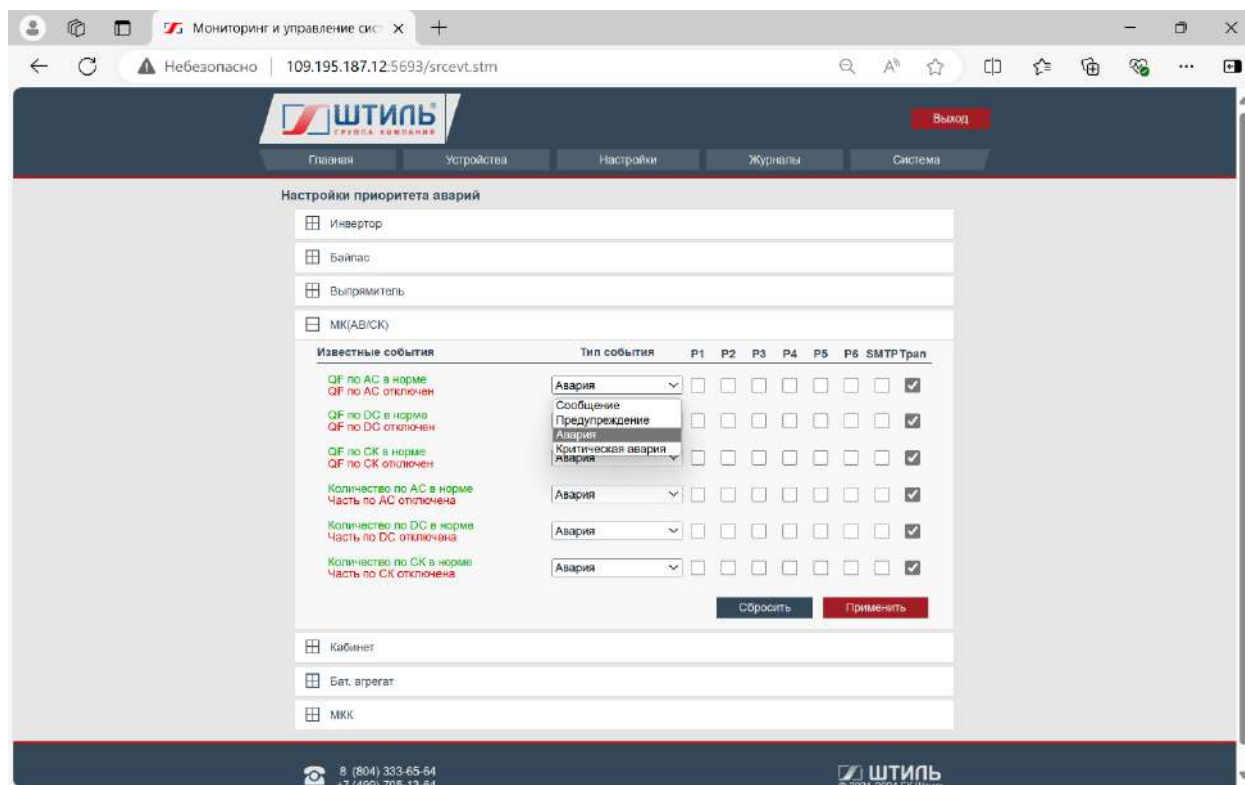 Мониторинг и управление сис
Небезопасно 109.195.187.12:5693/srcevt.stm
ШТИЛЬ
ГРУППА КОМПАНИЙ
Выход
Главная Устройства Настройки Журналы Система
Настройки приоритета аварий
Инвертор
Байпас
Выпрямитель
МК(АВ/СК)
Известные события Тип события P1 P2 P3 P4 P5 P6 SMTP Трап
QF по AC в норме
QF по AC отключен
Авария
Сообщение
Предупреждение
Авария
Критическая авария
QF по DC в норме
QF по DC отключен
QF по СК в норме
QF по СК отключен
Авария
Количество по AC в норме
Часть по AC отключена
Авария
Количество по DC в норме
Часть по DC отключена
Авария
Количество по СК в норме
Часть по СК отключена
Авария
Сбросить Применить
Кабинет
Бат. агрегат
МКК
8 (804) 333-65-64
ШТИЛЬ